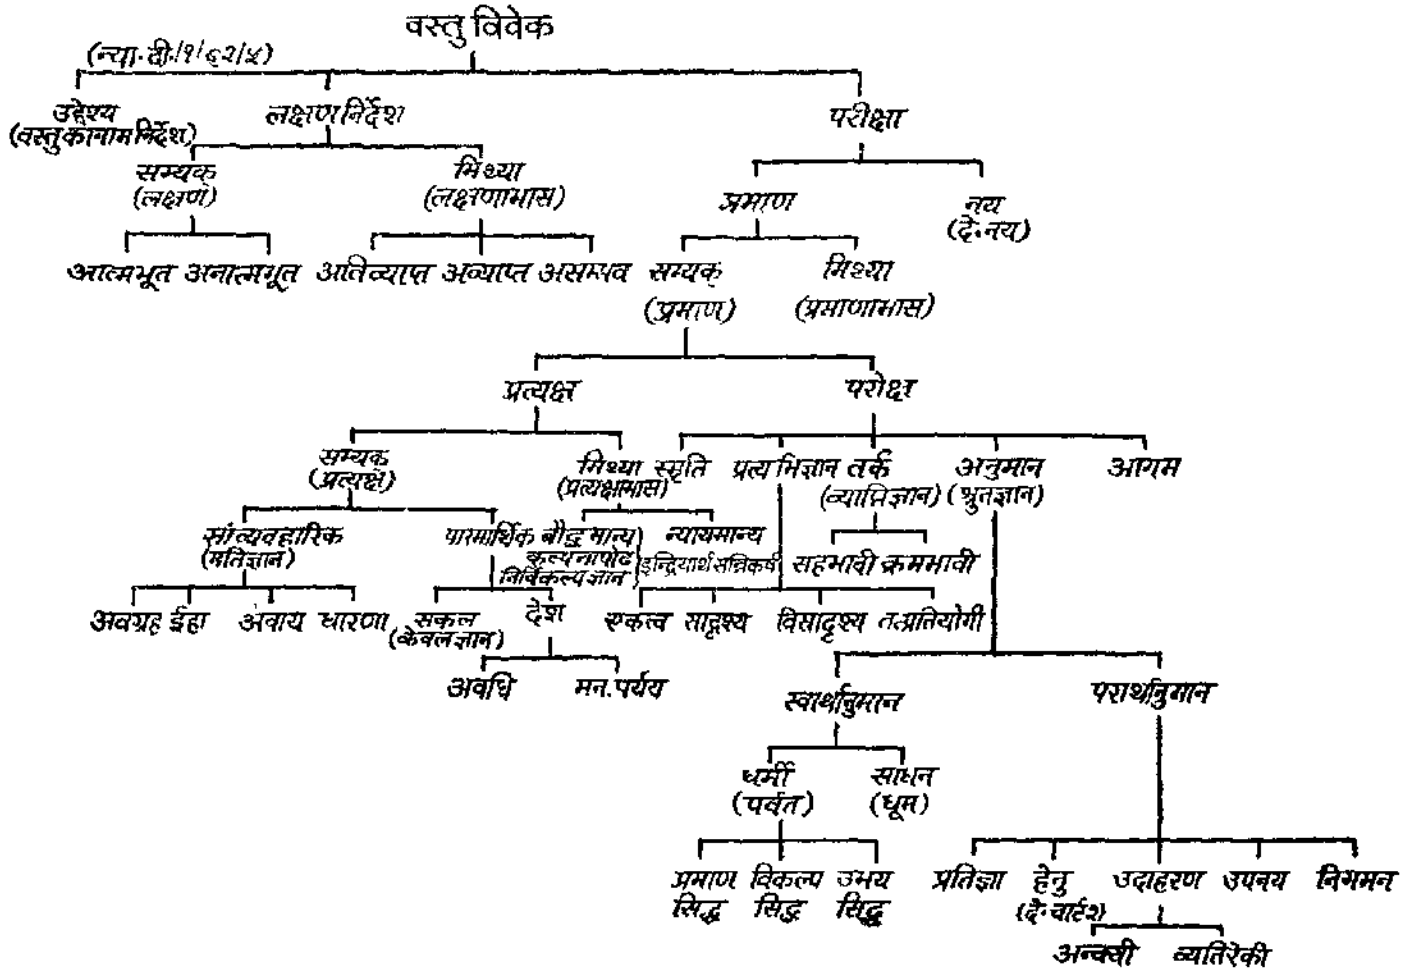 वस्तु विवेक
(न्या.दी./१/६२/५)
उद्देश्य लक्षण निर्देश परीक्षा
(वस्तु का नाम निर्देश)
सम्यक् मिथ्या प्रमाण नय
(लक्षण) (लक्षणाभास) (दे.नय)
आत्मभूत अनात्मभूत अतिव्याप्त अव्याप्त असम्भव सम्यक् मिथ्या
(प्रमाण) (प्रमाणाभास)
प्रत्यक्ष परोक्ष
सम्यक् मिथ्या स्मृति प्रत्यभिज्ञान तर्क अनुमान आगम
(प्रत्यक्ष) (प्रत्यक्षाभास) (व्याप्तिज्ञान) (श्रुतज्ञान)
सांव्यवहारिक पारमार्थिक बौद्ध मान्य न्यायमान्य
(मतिज्ञान) कल्पनापोढ इन्द्रियार्थ सन्निकर्ष सहभावी क्रमभावी
निर्विकल्प ज्ञान
अवग्रह ईहा अवाय धारणा सकल देश एकत्व सादृश्य विसादृश्य तत्प्रतियोगी
(केवलज्ञान)
अवधि मन.पर्यय स्वार्थानुमान परार्थानुमान
धर्मी साधन
(पर्वत) (धूम)
प्रमाण विकल्प उभय प्रतिज्ञा हेतु उदाहरण उपनय निगमन
सिद्ध सिद्ध सिद्ध (दे.चार्ट२)
अन्वयी व्यतिरेकी